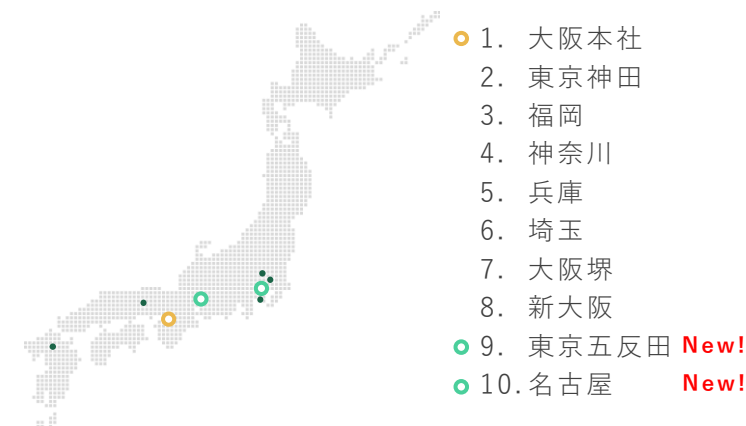 1. 大阪本社
2. 東京神田
3. 福岡
4. 神奈川
5. 兵庫
6. 埼玉
7. 大阪堺
8. 新大阪
9. 東京五反田 New!
10. 名古屋 New!